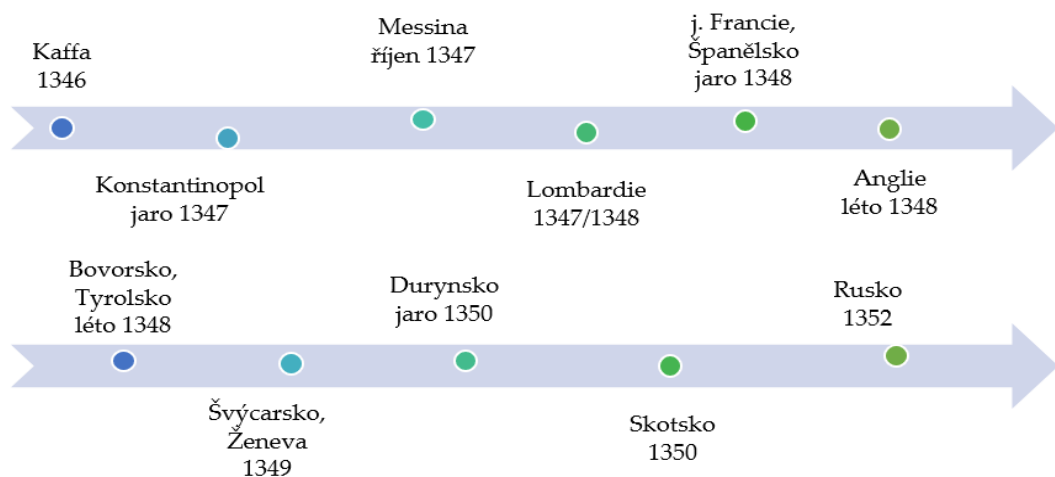 Kaffa
1346
Konstantinopol
jaro 1347
Messina
říjen 1347
Lombardie
1347/1348
j. Francie,
Španělsko
jaro 1348
Anglie
léto 1348
Bovorsko,
Tyrolsko
léto 1348
Švýcarsko,
Ženeva
1349
Durynsko
jaro 1350
Skotsko
1350
Rusko
1352